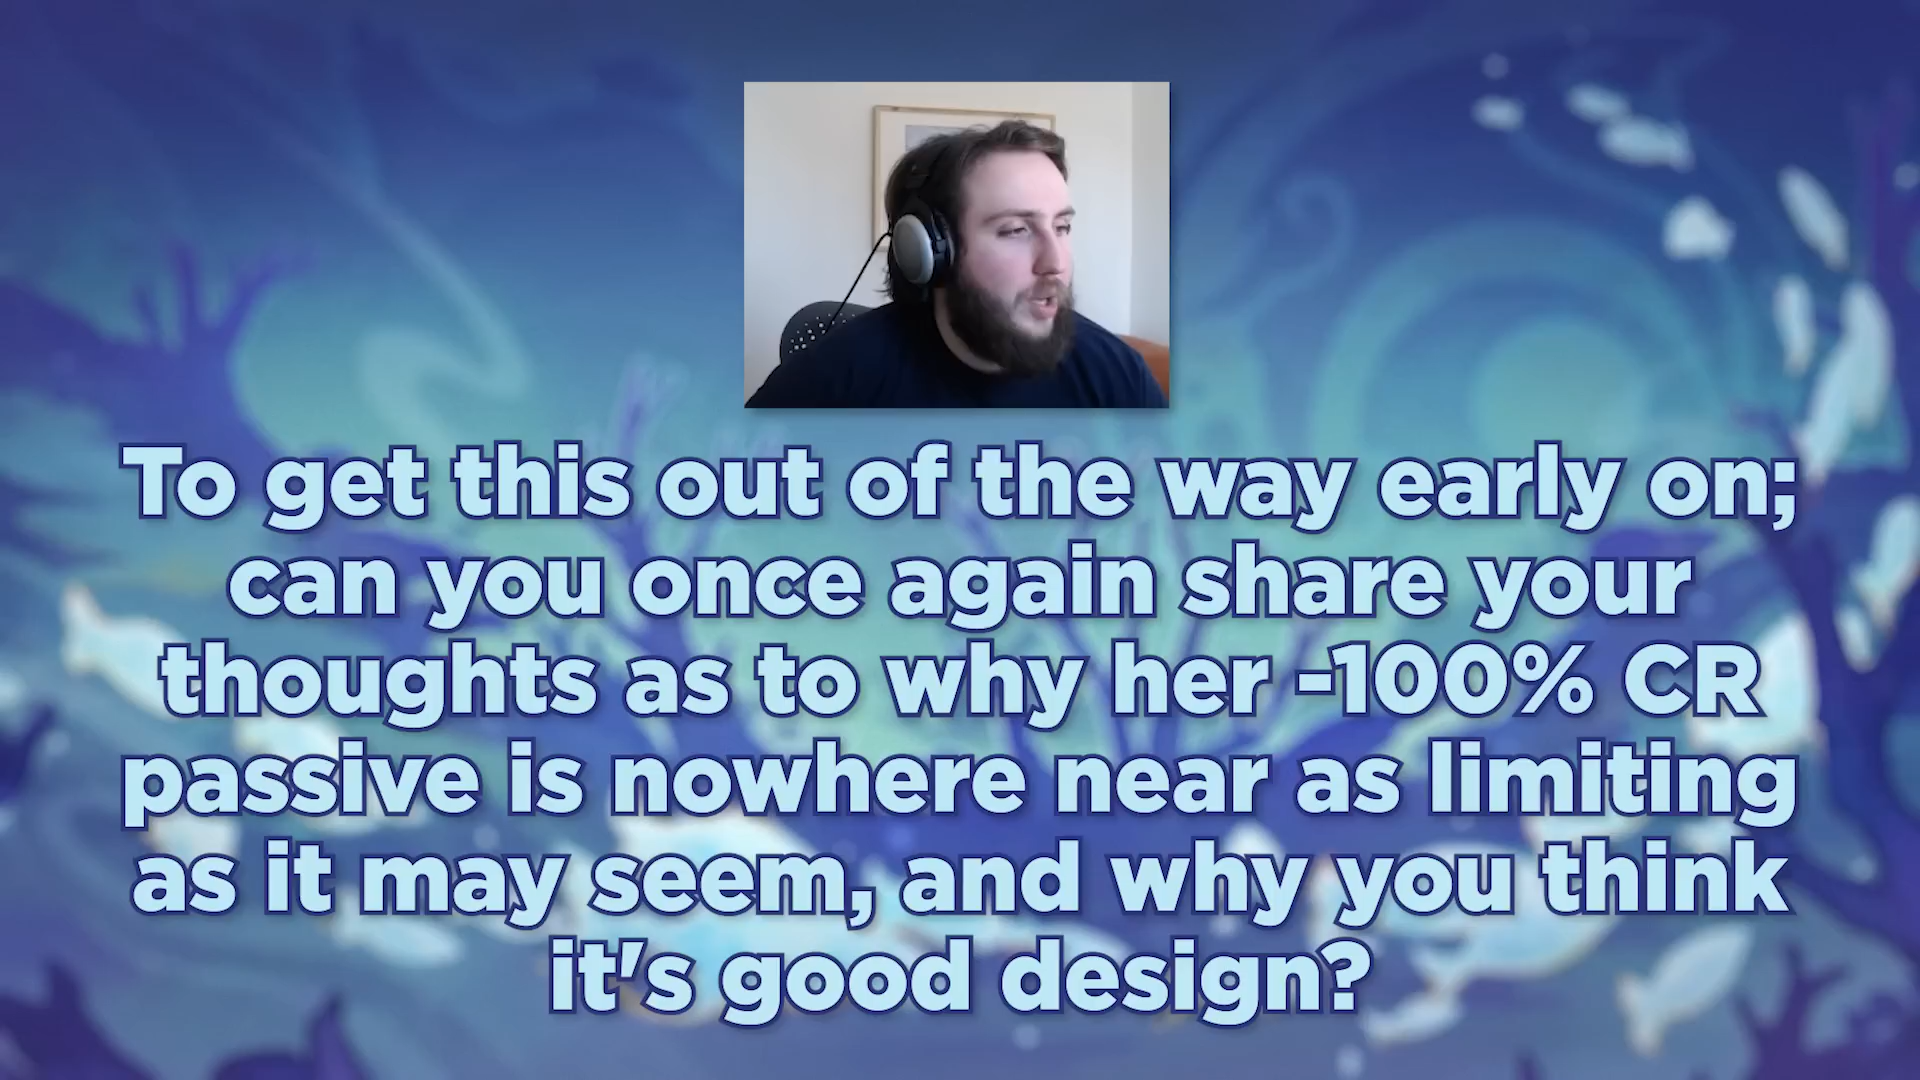 To get this out of the way early on;
can you once again share your
thoughts as to why her -100% CR
passive is nowhere near as limiting
as it may seem, and why you think
it's good design?